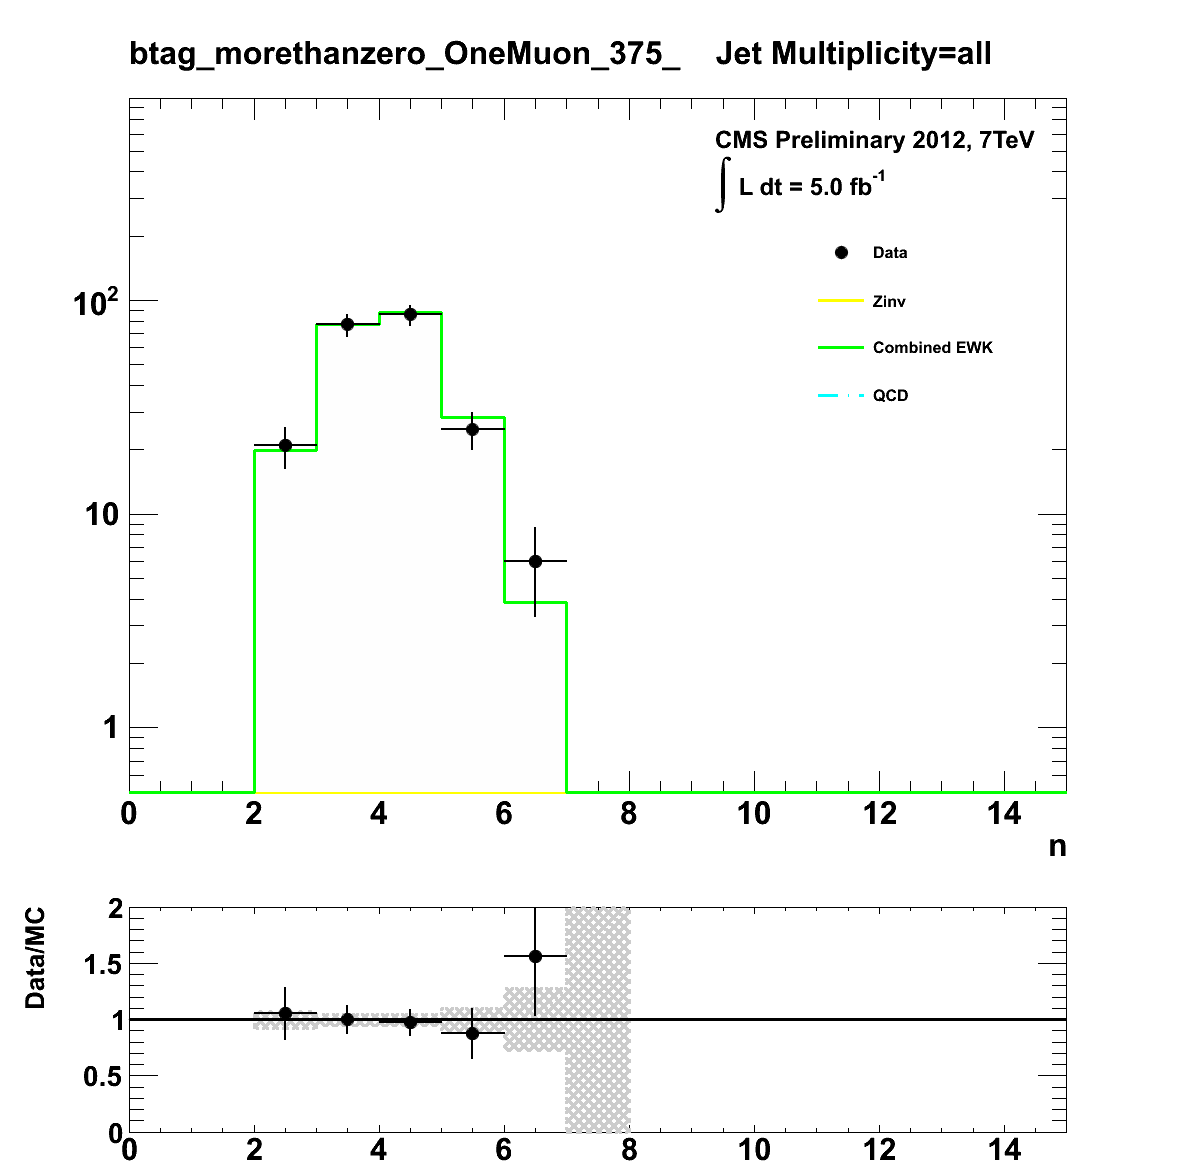 btag_morethanzero_OneMuon_375_ Jet Multiplicity=all
CMS Preliminary 2012, 7TeV
∫ L dt = 5.0 fb⁻¹
Data
Zinv
Combined EWK
QCD
10²
10
1
0 2 4 6 8 10 12 14
n
Data/MC
2
1.5
1
0.5
0
0 2 4 6 8 10 12 14